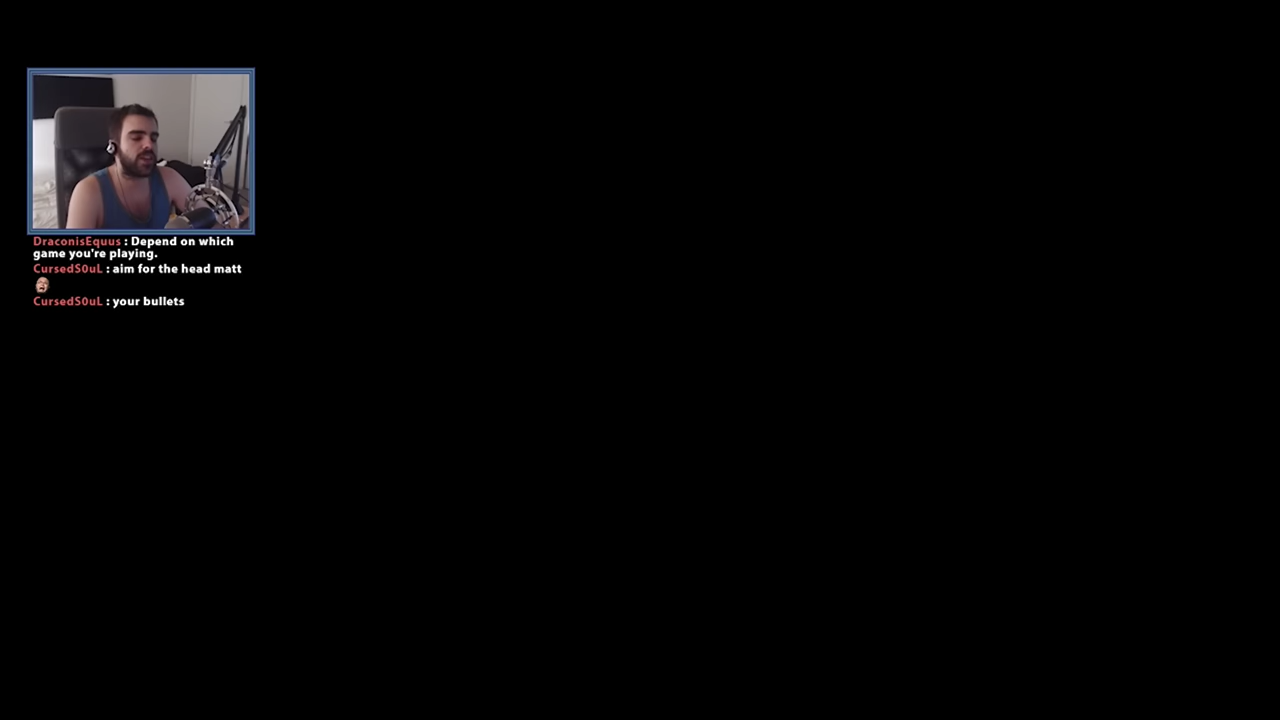 DraconisEquus : Depend on which
game you're playing.
CursedS0uL : aim for the head matt
CursedS0uL : your bullets